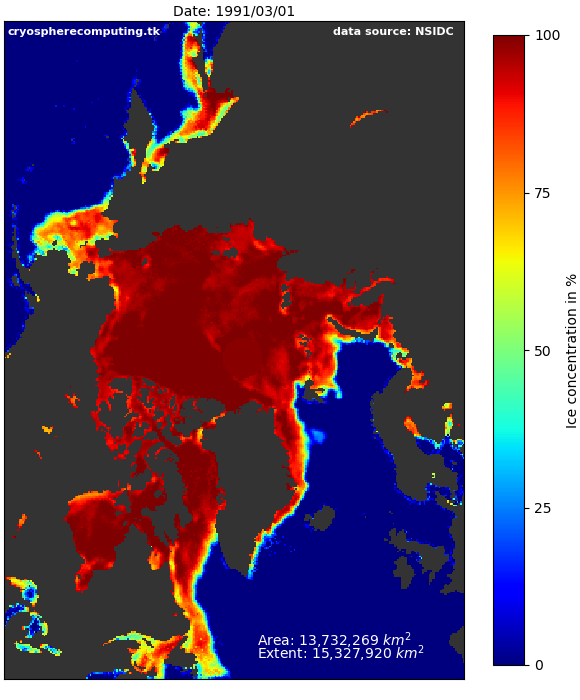 Date: 1991/03/01
cryospherecomputing.tk
data source: NSIDC
100
75
50
25
0
Ice concentration in %
Area: 13,732,269 km²
Extent: 15,327,920 km²